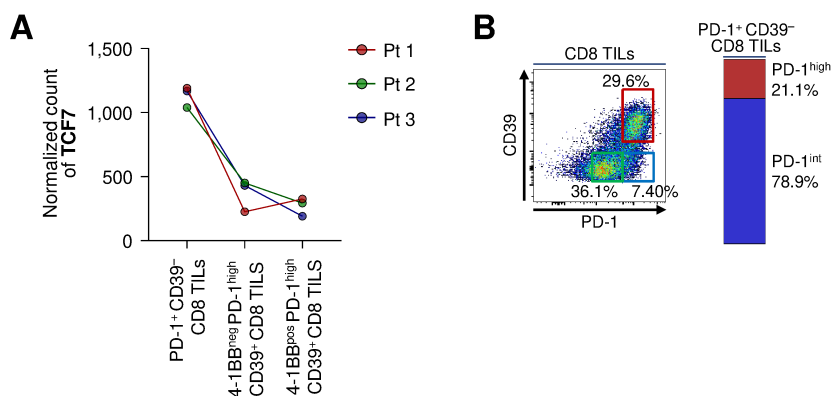 A
1,500
1,000
500
0
Normalized count
of TCF7
Pt 1
Pt 2
Pt 3
PD-1⁺ CD39⁻
CD8 TILs
4-1BBⁿᵉᵍ PD-1ʰⁱᵍʰ
CD39⁺ CD8 TILS
4-1BBᵖᵒˢ PD-1ʰⁱᵍʰ
CD39⁺ CD8 TILS
B
CD8 TILs
29.6%
CD39
36.1% 7.40%
PD-1
PD-1⁺ CD39⁻
CD8 TILs
PD-1ʰⁱᵍʰ
21.1%
PD-1ⁱⁿᵗ
78.9%